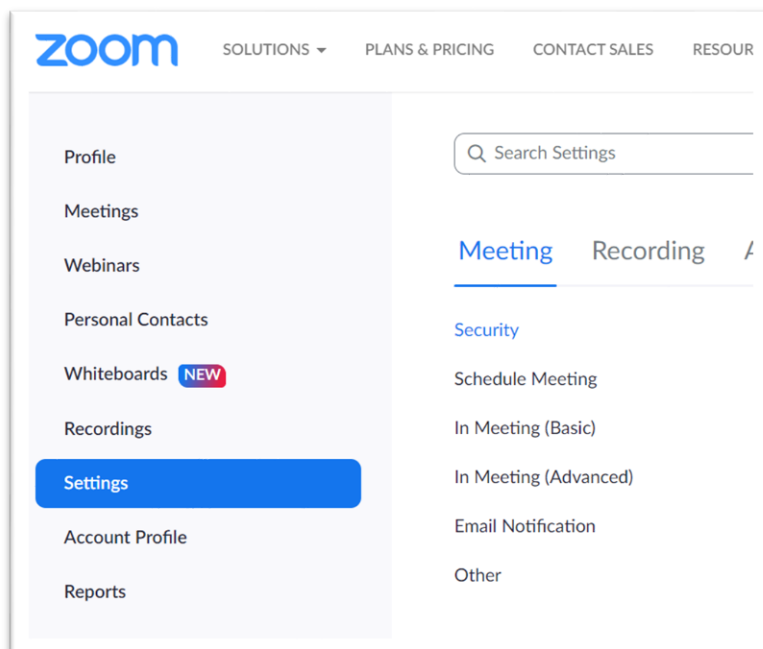 zoom SOLUTIONS PLANS & PRICING CONTACT SALES
Profile
Meetings
Webinars
Personal Contacts
Whiteboards NEW
Recordings
Settings
Account Profile
Reports
Search Settings
Meeting Recording
Security
Schedule Meeting
In Meeting (Basic)
In Meeting (Advanced)
Email Notification
Other